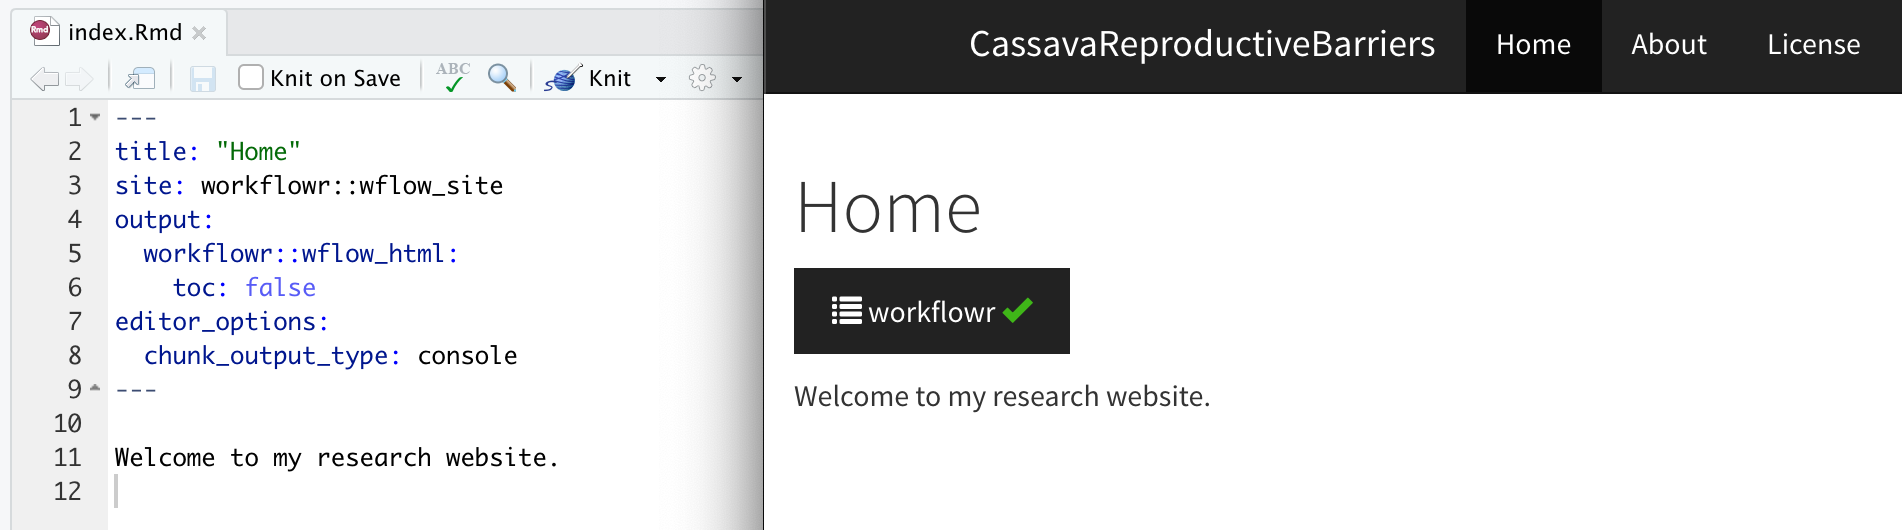 index.Rmd
Knit on Save ABC Knit
1 ---
2 title: "Home"
3 site: workflowr::wflow_site
4 output:
5   workflowr::wflow_html:
6     toc: false
7 editor_options:
8   chunk_output_type: console
9 ---
10
11 Welcome to my research website.
12
CassavaReproductiveBarriers Home About License
Home
workflowr
Welcome to my research website.